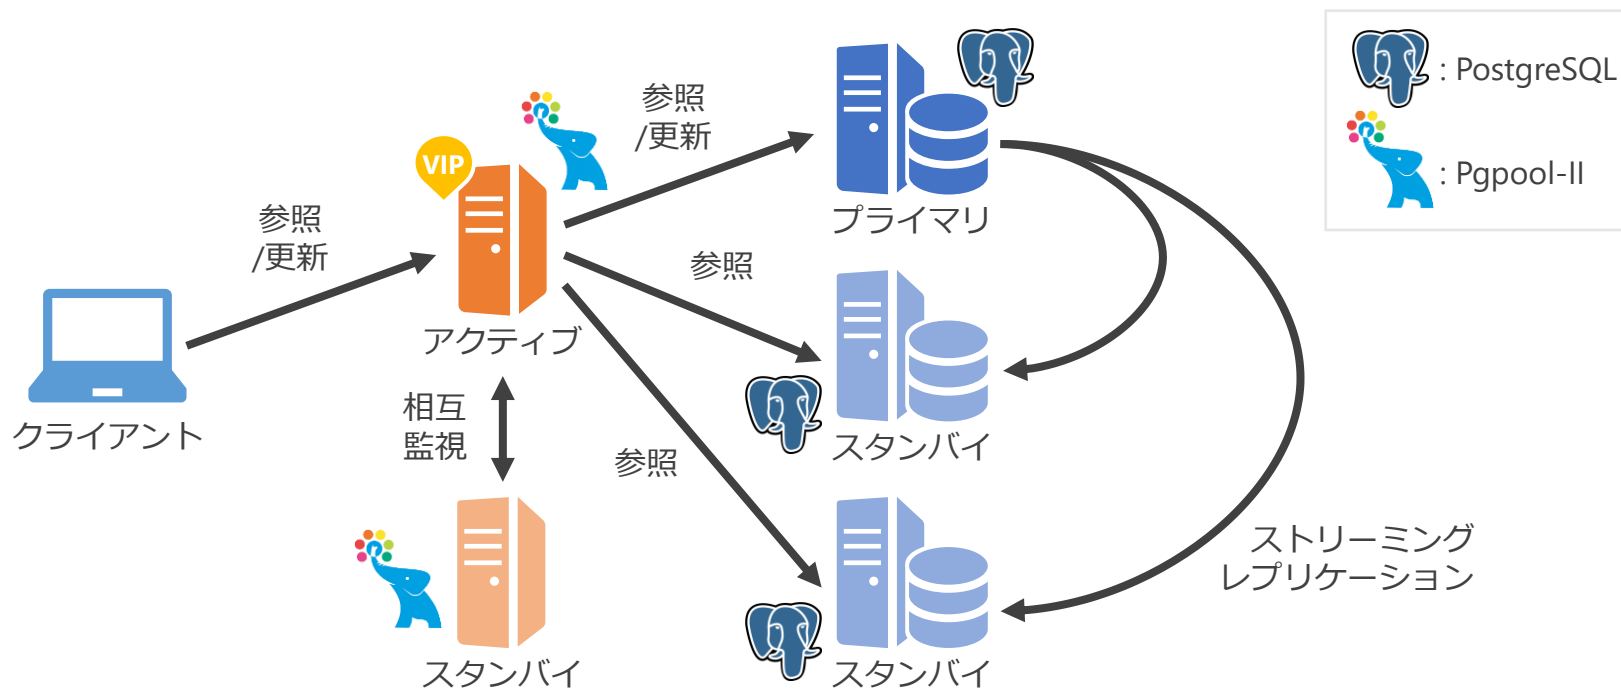 : PostgreSQL
: Pgpool-II
参照
/更新
VIP
プライマリ
参照
/更新
参照
アクティブ
クライアント
相互
監視
スタンバイ
参照
ストリーミング
レプリケーション
スタンバイ
スタンバイ